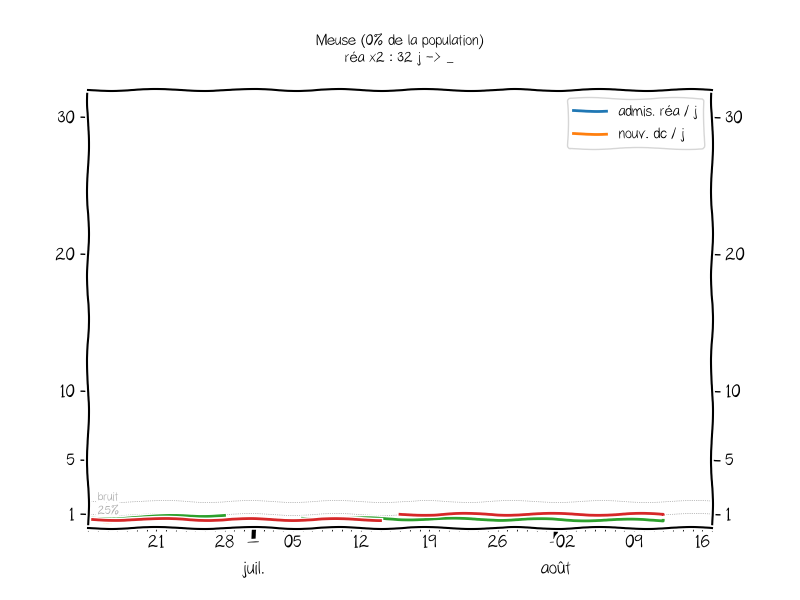 Meuse (0% de la population)
réa x2 : 32 j -> _
admis. réa / j
nouv. dc / j
30
30
20
20
10
10
5
5
bruit
25%
1
1
21 28 05 12 19 26 02 09 16
juil. août